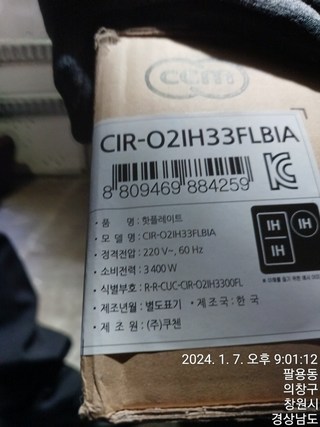 ccm
CIR-O2IH33FLBIA
8 809469 884259
• 품 명 : 핫플레이트
• 모 델 명 : CIR-O2IH33FLBIA
• 정격전압 : 220 V~, 60 Hz
• 소비전력 : 3 400 W
• 식별부호 : R-R-CUC-CIR-O2IH3300FL
• 제조년월 : 별도표기 • 제조국 : 한 국
• 제 조 원 : (주)쿠첸
IH IH
IH
2024. 1. 7. 오후 9:01:12
팔용동
의창구
창원시
경상남도